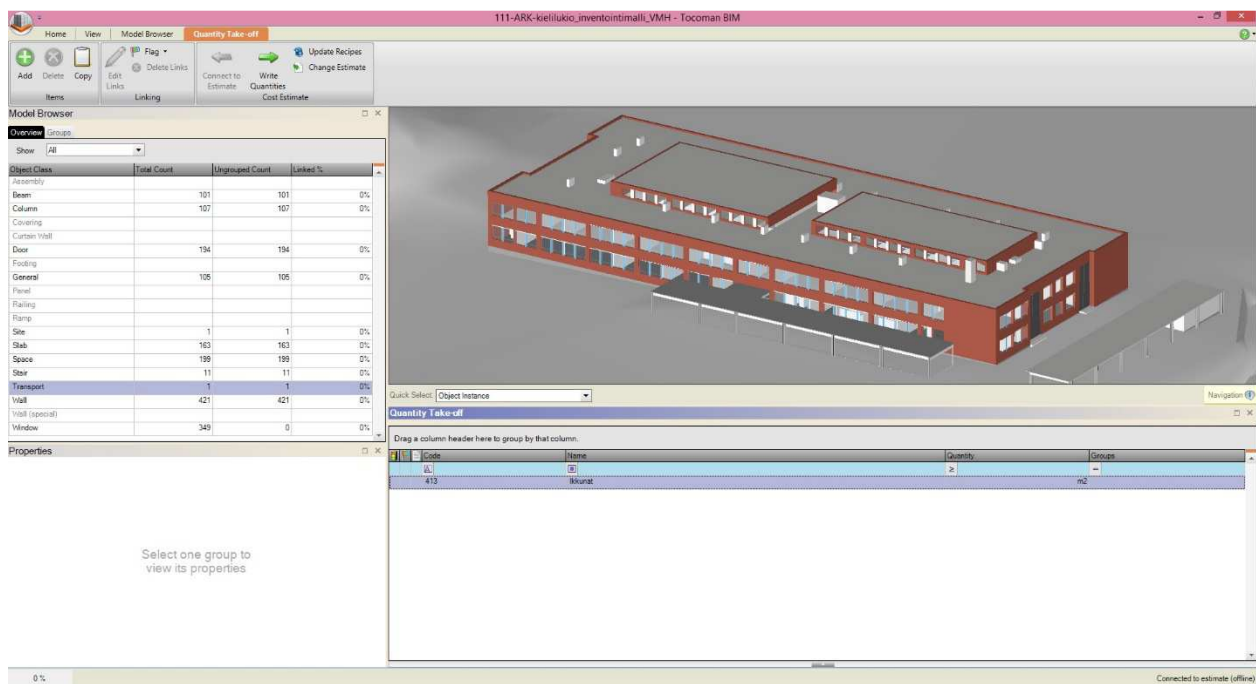 111-ARK-kielilukio_inventointimalli_VMH - Tocoman BIM
Home View Model Browser Quantity Take-off
Add Delete Copy
Items
Edit Links
Flag
Delete Links
Linking
Connect to Estimate
Write Quantities
Update Recipes
Change Estimate
Cost Estimate
Model Browser
Overview Groups
Show All
Object Class Total Count Ungrouped Count Linked %
Assembly
Beam 101 101 0%
Column 107 107 0%
Covering
Curtain Wall
Door 194 194 0%
Footing
General 105 105 0%
Panel
Railing
Ramp
Site 1 1 0%
Slab 163 163 0%
Space 199 199 0%
Stair 11 11 0%
Transport 1 1 0%
Wall 421 421 0%
Wall (special)
Window 349 0 0%
Properties
Select one group to
view its properties
Quick Select: Object Instance
Navigation
Quantity Take-off
Drag a column header here to group by that column.
Code Name Quantity Groups
A ≥ =
413 Ikkunat m2
0 %
Connected to estimate (offline)